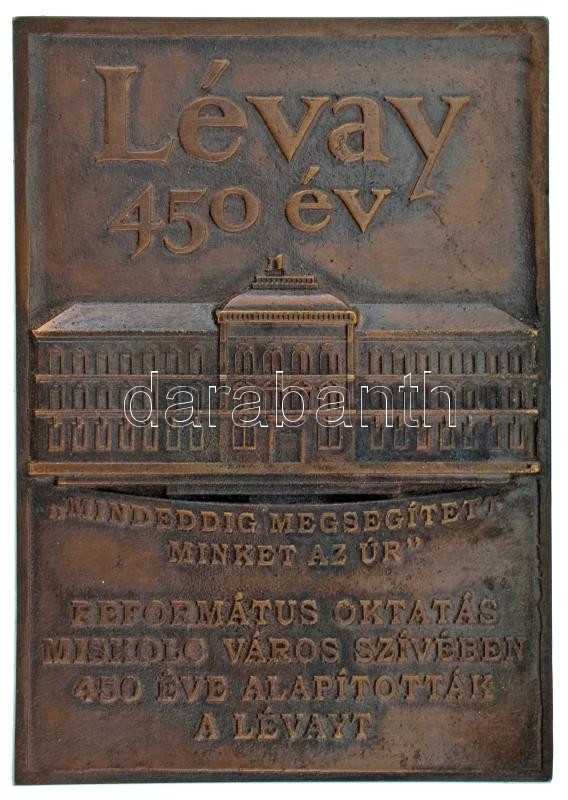 Lévay
450 év
darabanth
„MINDEDDIG MEGSEGÍTETT
MINKET AZ ÚR”
REFORMÁTUS OKTATÁS
MISKOLC VÁROS SZÍVÉBEN
450 ÉVE ALAPÍTOTTÁK
A LÉVAYT